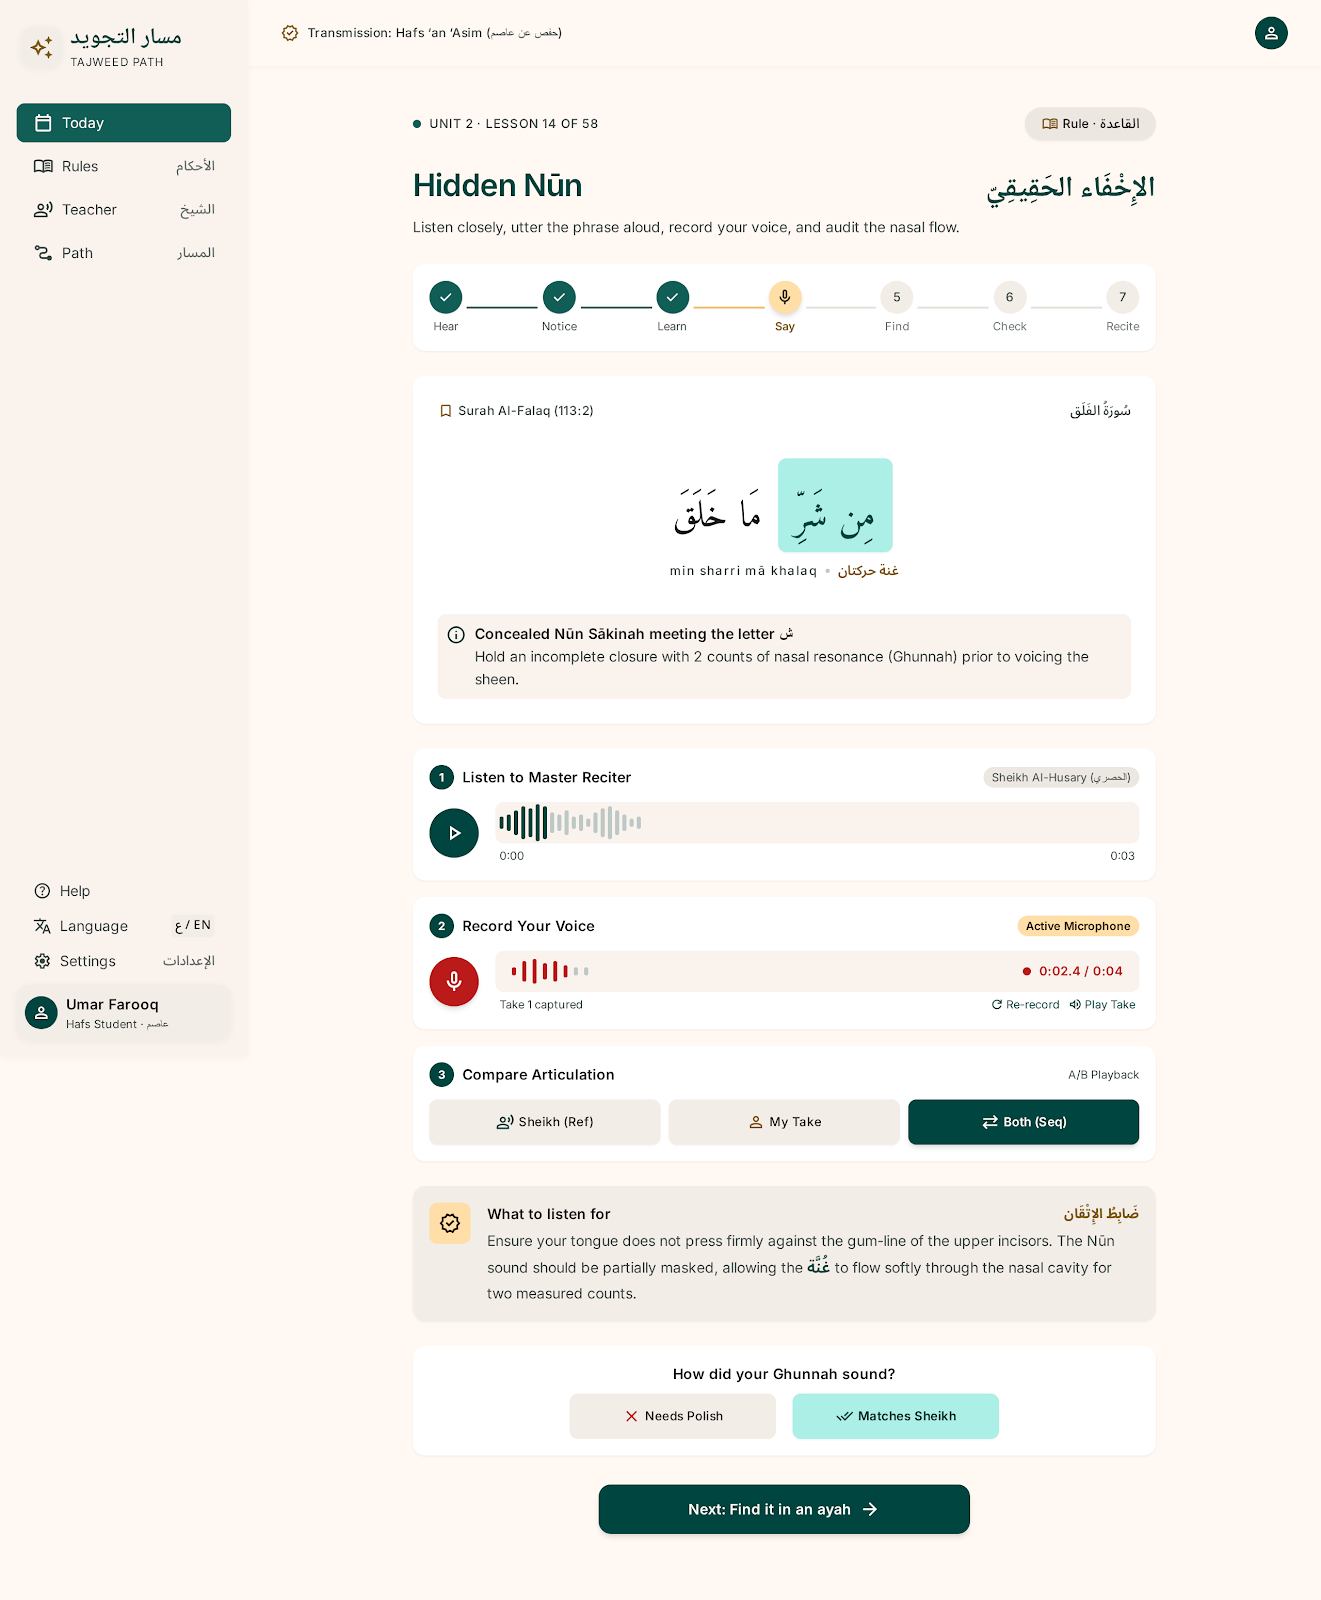 مسار التجويد
TAJWEED PATH
Today
Rules الأحكام
Teacher الشيخ
Path المسار
Help
Language ع / EN
Settings الإعدادات
Umar Farooq
Hafs Student · عاصم
Transmission: Hafs ‘an ‘Asim (حفص عن عاصم)
UNIT 2 · LESSON 14 OF 58
Rule · القاعدة
Hidden Nūn
الإِخْفَاء الحَقِيقِيّ
Listen closely, utter the phrase aloud, record your voice, and audit the nasal flow.
5 6 7
Hear Notice Learn Say Find Check Recite
Surah Al-Falaq (113:2)
سُورَةُ الفَلَق
مِن شَرِّ مَا خَلَقَ
min sharri mā khalaq • غنة حركتان
Concealed Nūn Sākinah meeting the letter ش
Hold an incomplete closure with 2 counts of nasal resonance (Ghunnah) prior to voicing the
sheen.
1 Listen to Master Reciter
Sheikh Al-Husary (الحصري)
0:00 0:03
2 Record Your Voice
Active Microphone
0:02.4 / 0:04
Take 1 captured
Re-record Play Take
3 Compare Articulation
A/B Playback
Sheikh (Ref) My Take Both (Seq)
What to listen for
ضَابِطُ الإِتْقَان
Ensure your tongue does not press firmly against the gum-line of the upper incisors. The Nūn
sound should be partially masked, allowing the غُنَّة to flow softly through the nasal cavity for
two measured counts.
How did your Ghunnah sound?
Needs Polish Matches Sheikh
Next: Find it in an ayah